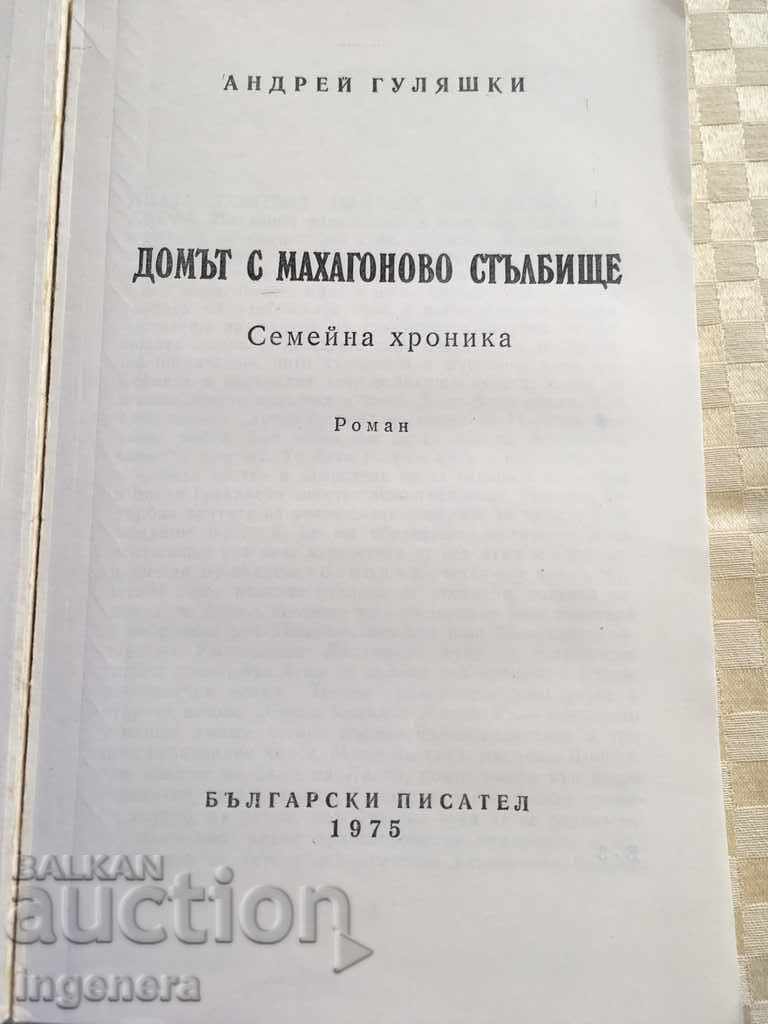 АНДРЕЙ ГУЛЯШКИ
ДОМЪТ С МАХАГОНОВО СТЪЛБИЩЕ
Семейна хроника
Роман
БЪЛГАРСКИ ПИСАТЕЛ
1975
BALKAN
auction
ingenera